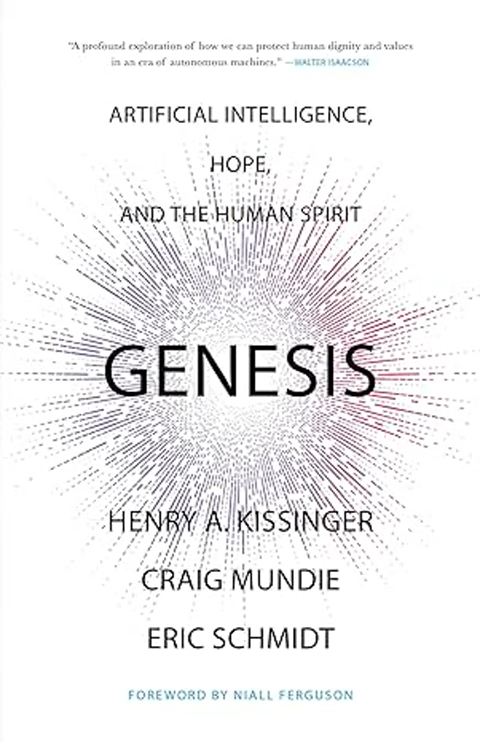 "A profound exploration of how we can protect human dignity and values
in an era of autonomous machines." —WALTER ISAACSON
ARTIFICIAL INTELLIGENCE,
HOPE,
AND THE HUMAN SPIRIT
GENESIS
HENRY A. KISSINGER
CRAIG MUNDIE
ERIC SCHMIDT
FOREWORD BY NIALL FERGUSON